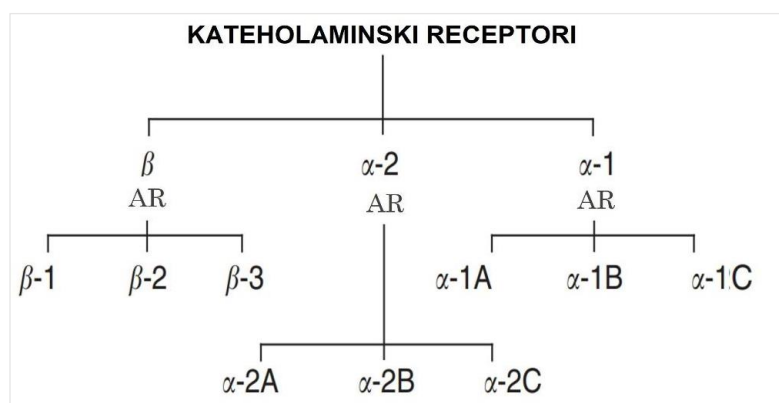 KATEHOLAMINSKI RECEPTORI
β α-2 α-1
AR AR AR
β-1 β-2 β-3 α-1A α-1B α-1C
α-2A α-2B α-2C